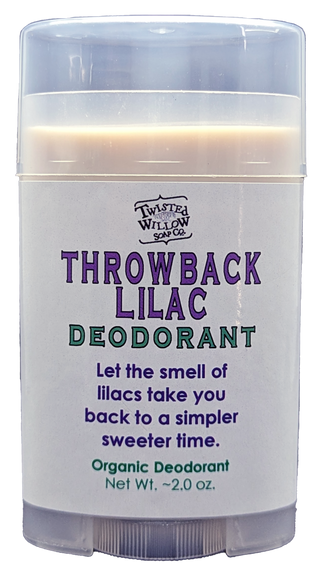 Twisted
Willow
Soap Co.
THROWBACK
LILAC
DEODORANT
Let the smell of
lilacs take you
back to a simpler
sweeter time.
Organic Deodorant
Net Wt. ~2.0 oz.